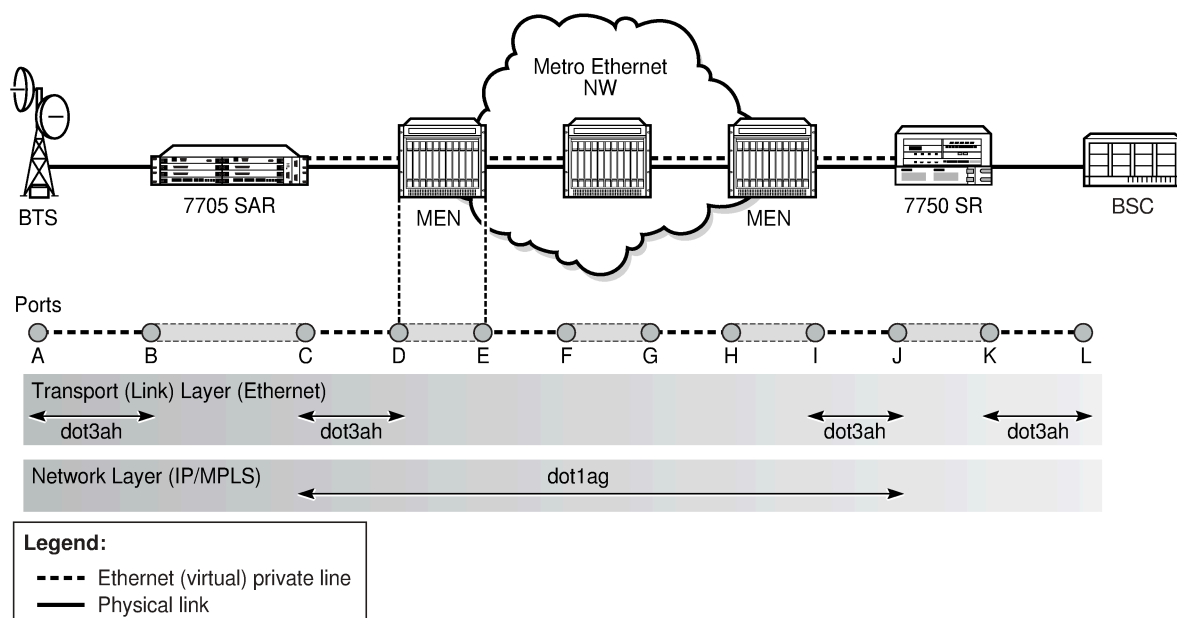 Metro Ethernet
NW
BTS
7705 SAR
MEN
MEN
7750 SR
BSC
Ports
A B C D E F G H I J K L
Transport (Link) Layer (Ethernet)
dot3ah dot3ah dot3ah dot3ah
Network Layer (IP/MPLS)
dot1ag
Legend:
Ethernet (virtual) private line
Physical link